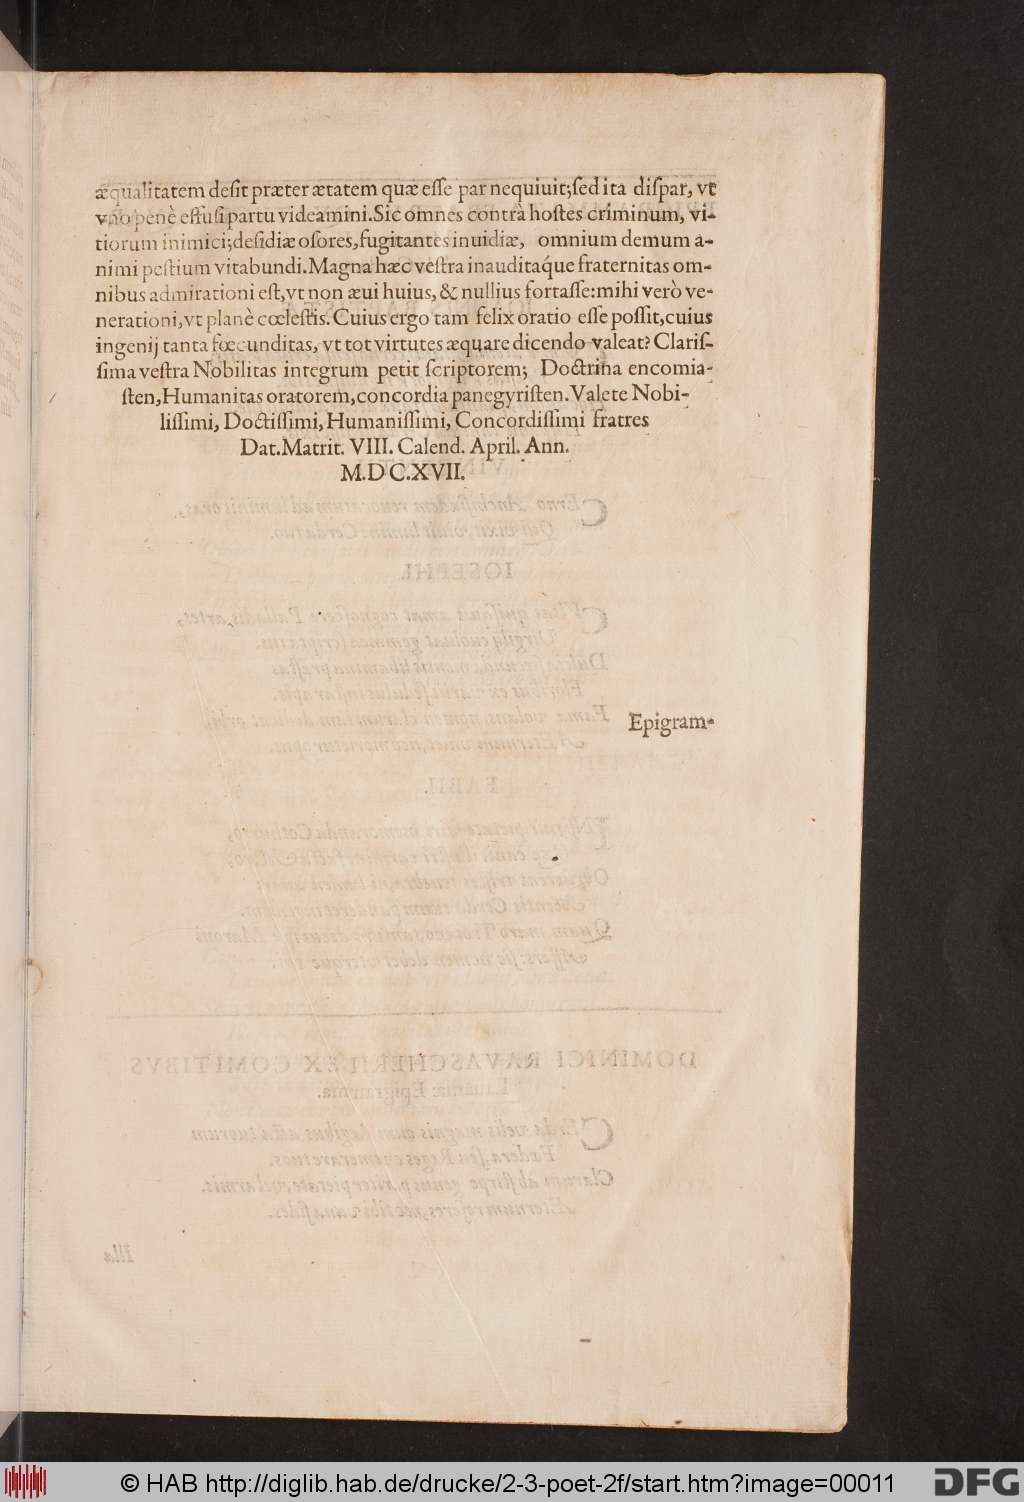 æqualitatem desit præter ætatem quæ eſſe par nequiuit; ſed ita diſpar, vt
vno penè effuſi partu videamini. Sic omnes contrà hoſtes criminum, vi-
tiorum inimici; deſidiæ oſores, fugitantes inuidiæ, omnium demum a-
nimi peſtium vitabundi. Magna hæc veſtra inauditaq́ue fraternitas om-
nibus admirationi eſt, vt non æui huius, & nullius fortaſſe: mihi verò ve-
nerationi, vt planè cœleſtis. Cuius ergo tam felix oratio eſſe poſſit, cuius
ingenij tanta fœcunditas, vt tot virtutes æquare dicendo valeat? Clariſ-
ſima veſtra Nobilitas integrum petit ſcriptorem; Doctrina encomia-
ſten, Humanitas oratorem, concordia panegyriſten. Valete Nobi-
liſſimi, Doctiſſimi, Humaniſſimi, Concordiſſimi fratres
Dat. Matrit. VIII. Calend. April. Ann.
M.DC.XVII.
Epigram-
© HAB http://diglib.hab.de/drucke/2-3-poet-2f/start.htm?image=00011
DFG